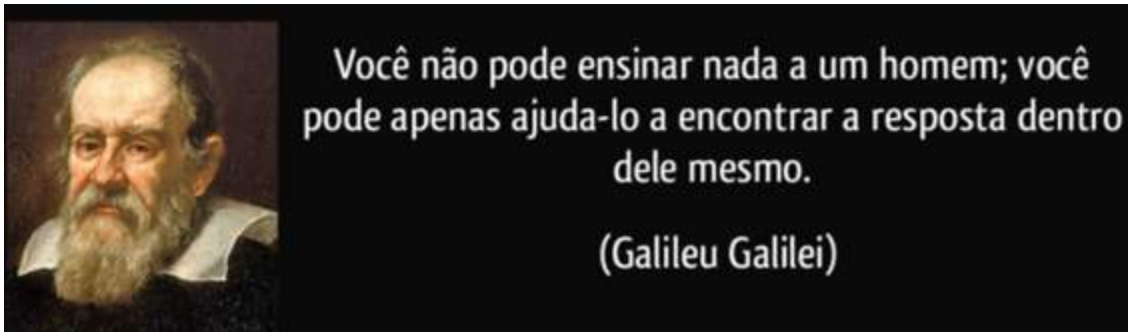 Você não pode ensinar nada a um homem; você
pode apenas ajuda-lo a encontrar a resposta dentro
dele mesmo.
(Galileu Galilei)